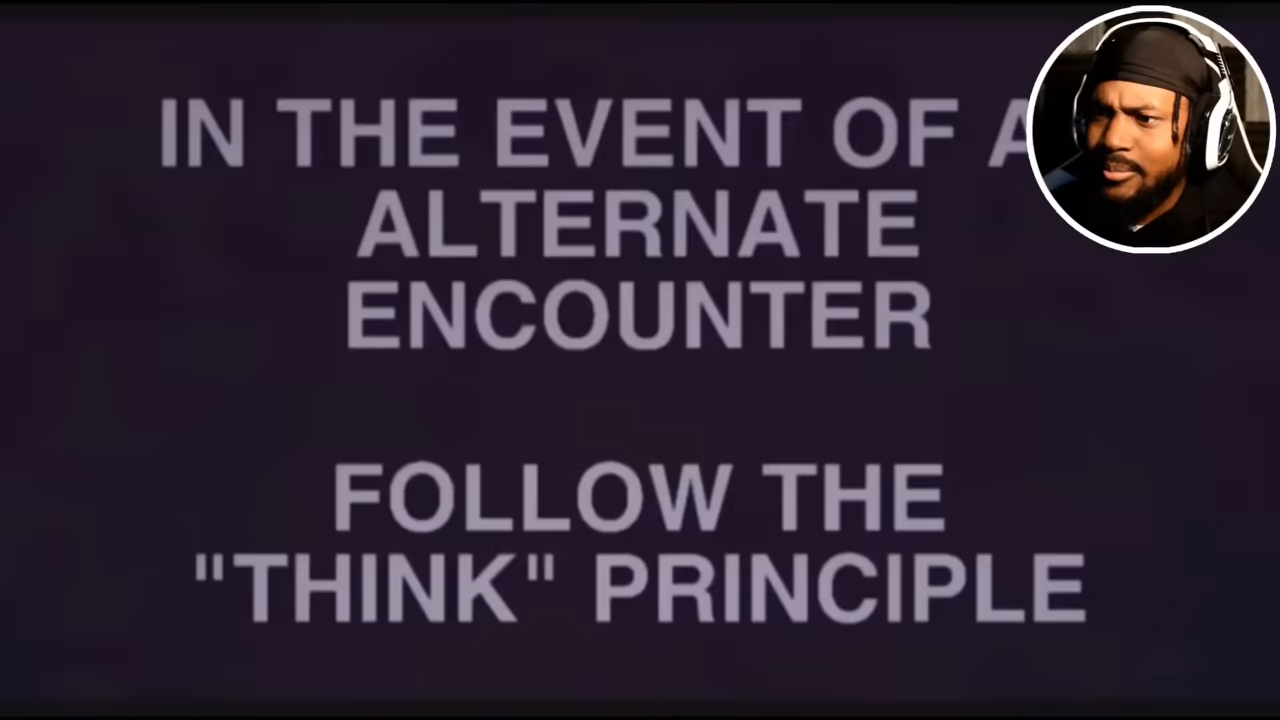 IN THE EVENT OF
ALTERNATE
ENCOUNTER
FOLLOW THE
"THINK" PRINCIPLE